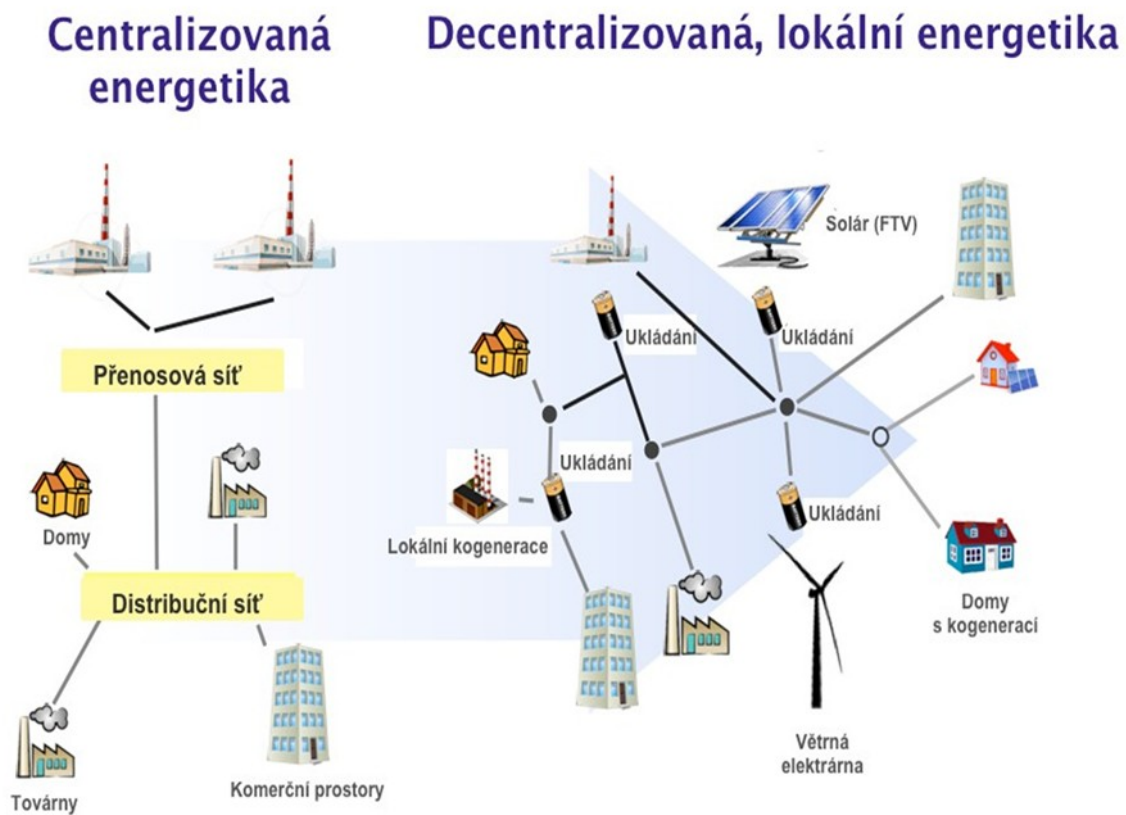 Centralizovaná
energetika
Decentralizovaná, lokální energetika
Přenosová síť
Domy
Distribuční síť
Továrny
Komerční prostory
Solár (FTV)
Ukládání
Ukládání
Ukládání
Lokální kogenerace
Ukládání
Domy
s kogenerací
Větrná
elektrárna